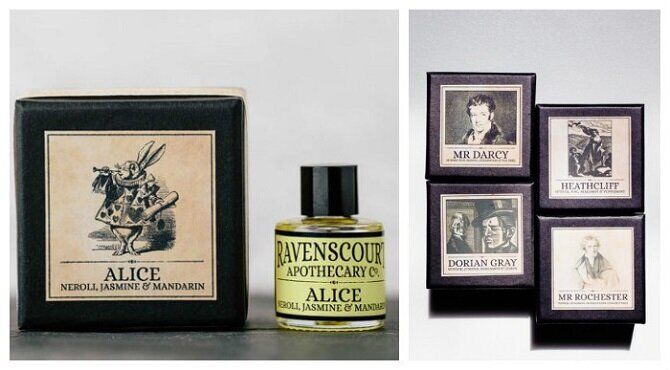 ALICE
NEROLI, JASMINE & MANDARIN
RAVENSCOURT
APOTHECARY Co.
ALICE
NEROLI, JASMINE & MANDARIN
MR DARCY
HEATHCLIFF
DORIAN GRAY
MR ROCHESTER